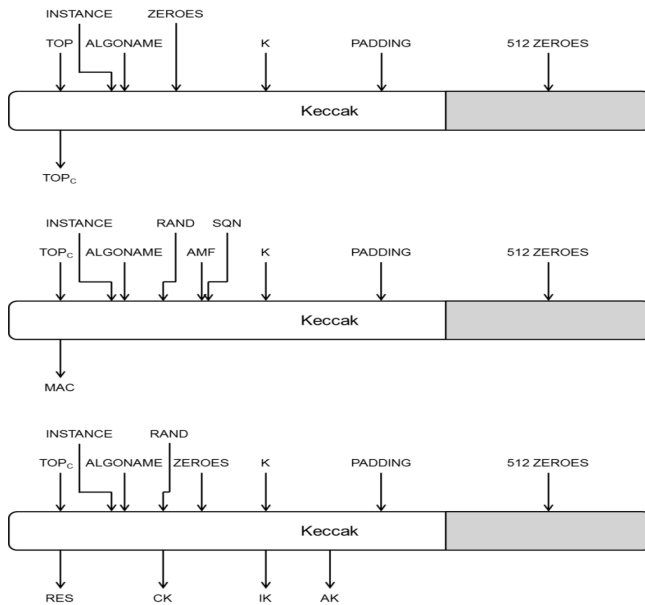 INSTANCE ZEROES
TOP ALGONAME K PADDING 512 ZEROES
Keccak
TOPC
INSTANCE RAND SQN
TOPC ALGONAME AMF K PADDING 512 ZEROES
Keccak
MAC
INSTANCE RAND
TOPC ALGONAME ZEROES K PADDING 512 ZEROES
Keccak
RES CK IK AK